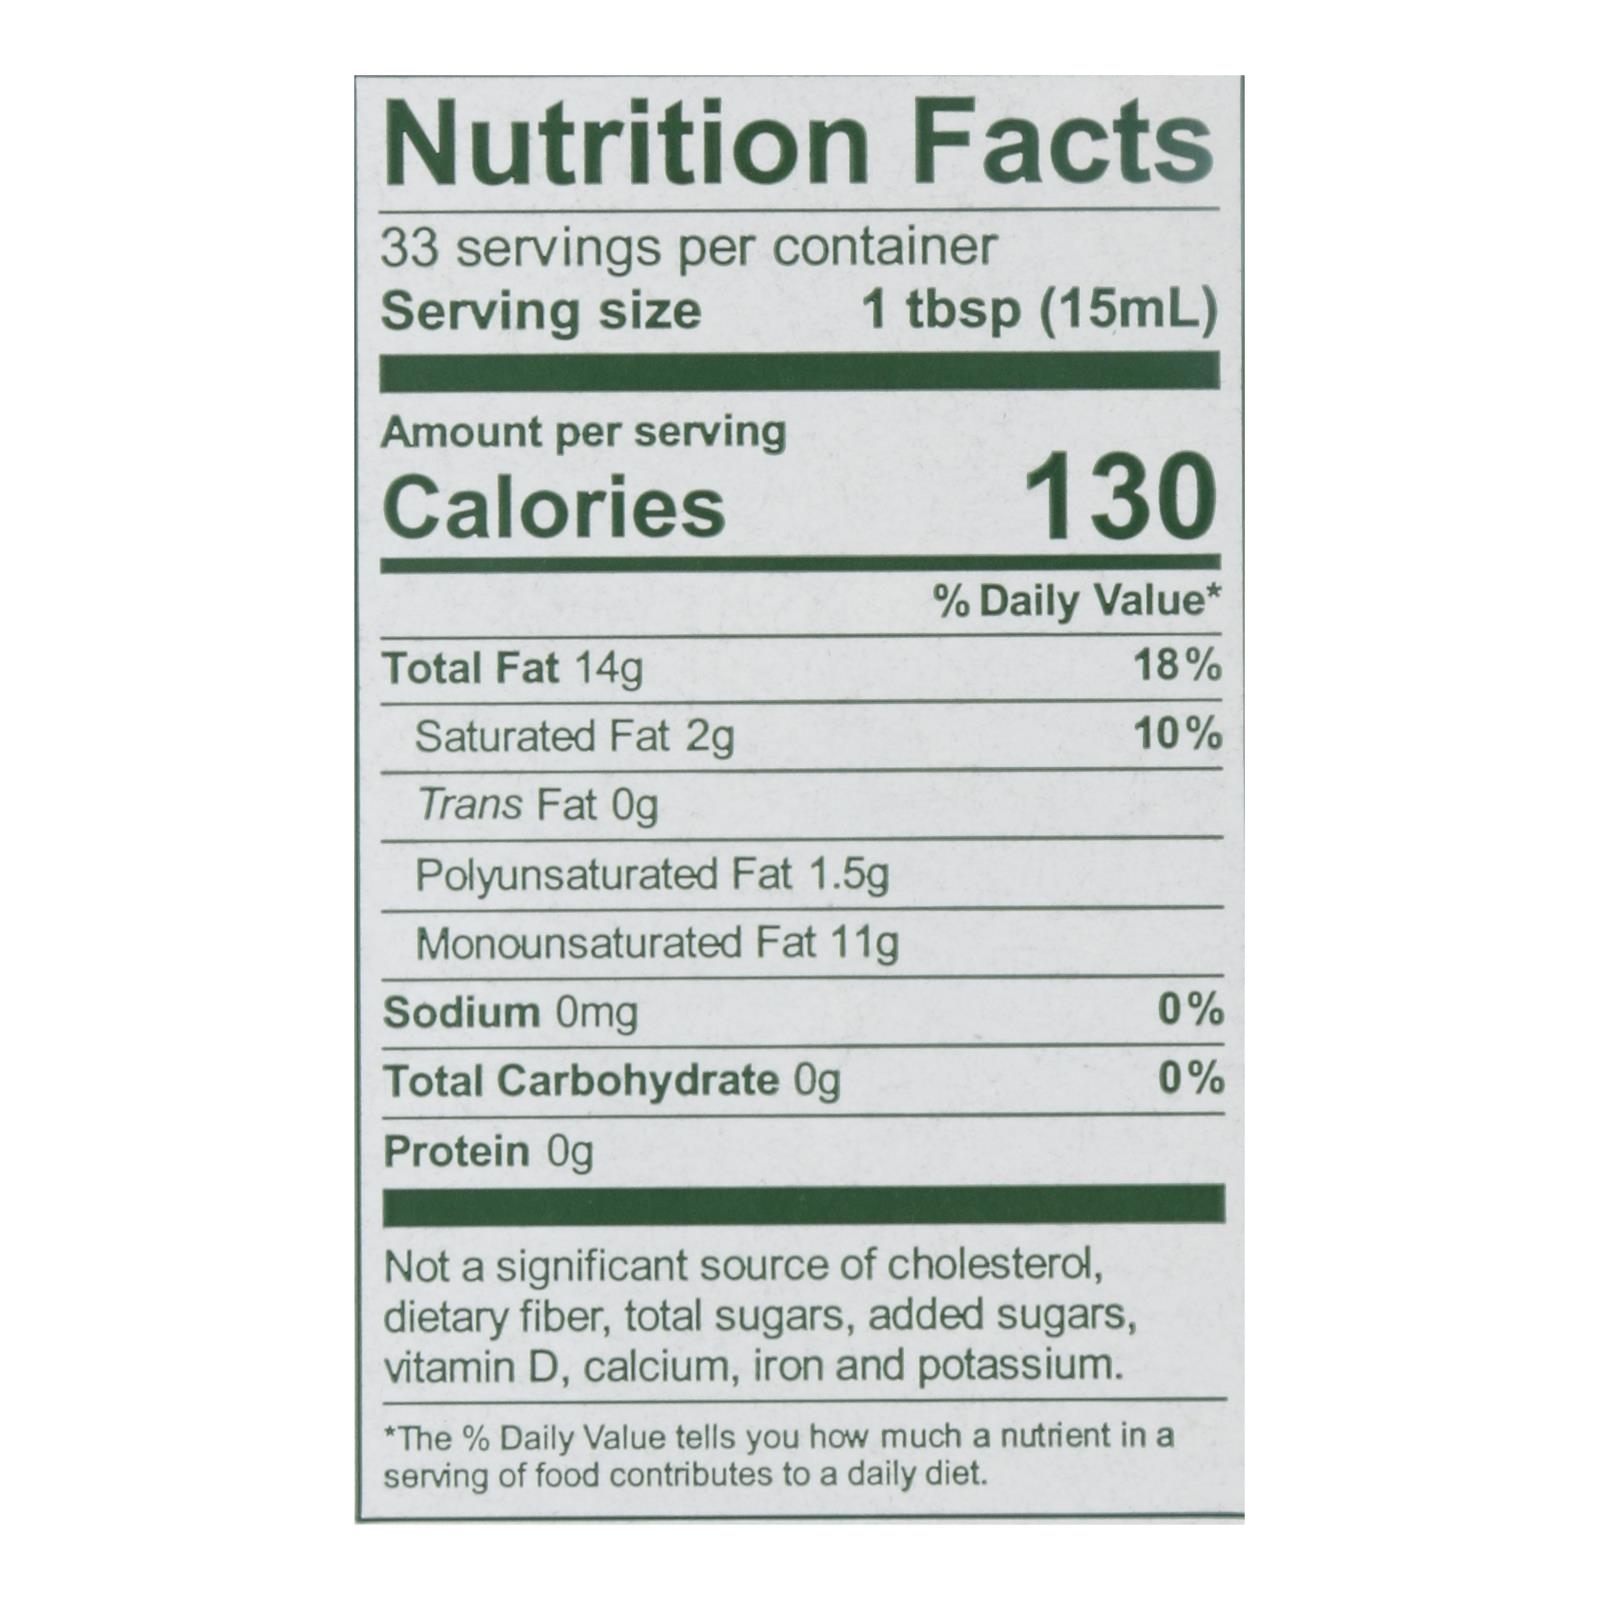 Nutrition Facts
33 servings per container
Serving size 1 tbsp (15mL)
Amount per serving
Calories 130
% Daily Value*
Total Fat 14g 18%
Saturated Fat 2g 10%
Trans Fat 0g
Polyunsaturated Fat 1.5g
Monounsaturated Fat 11g
Sodium 0mg 0%
Total Carbohydrate 0g 0%
Protein 0g
Not a significant source of cholesterol,
dietary fiber, total sugars, added sugars,
vitamin D, calcium, iron and potassium.
*The % Daily Value tells you how much a nutrient in a
serving of food contributes to a daily diet.